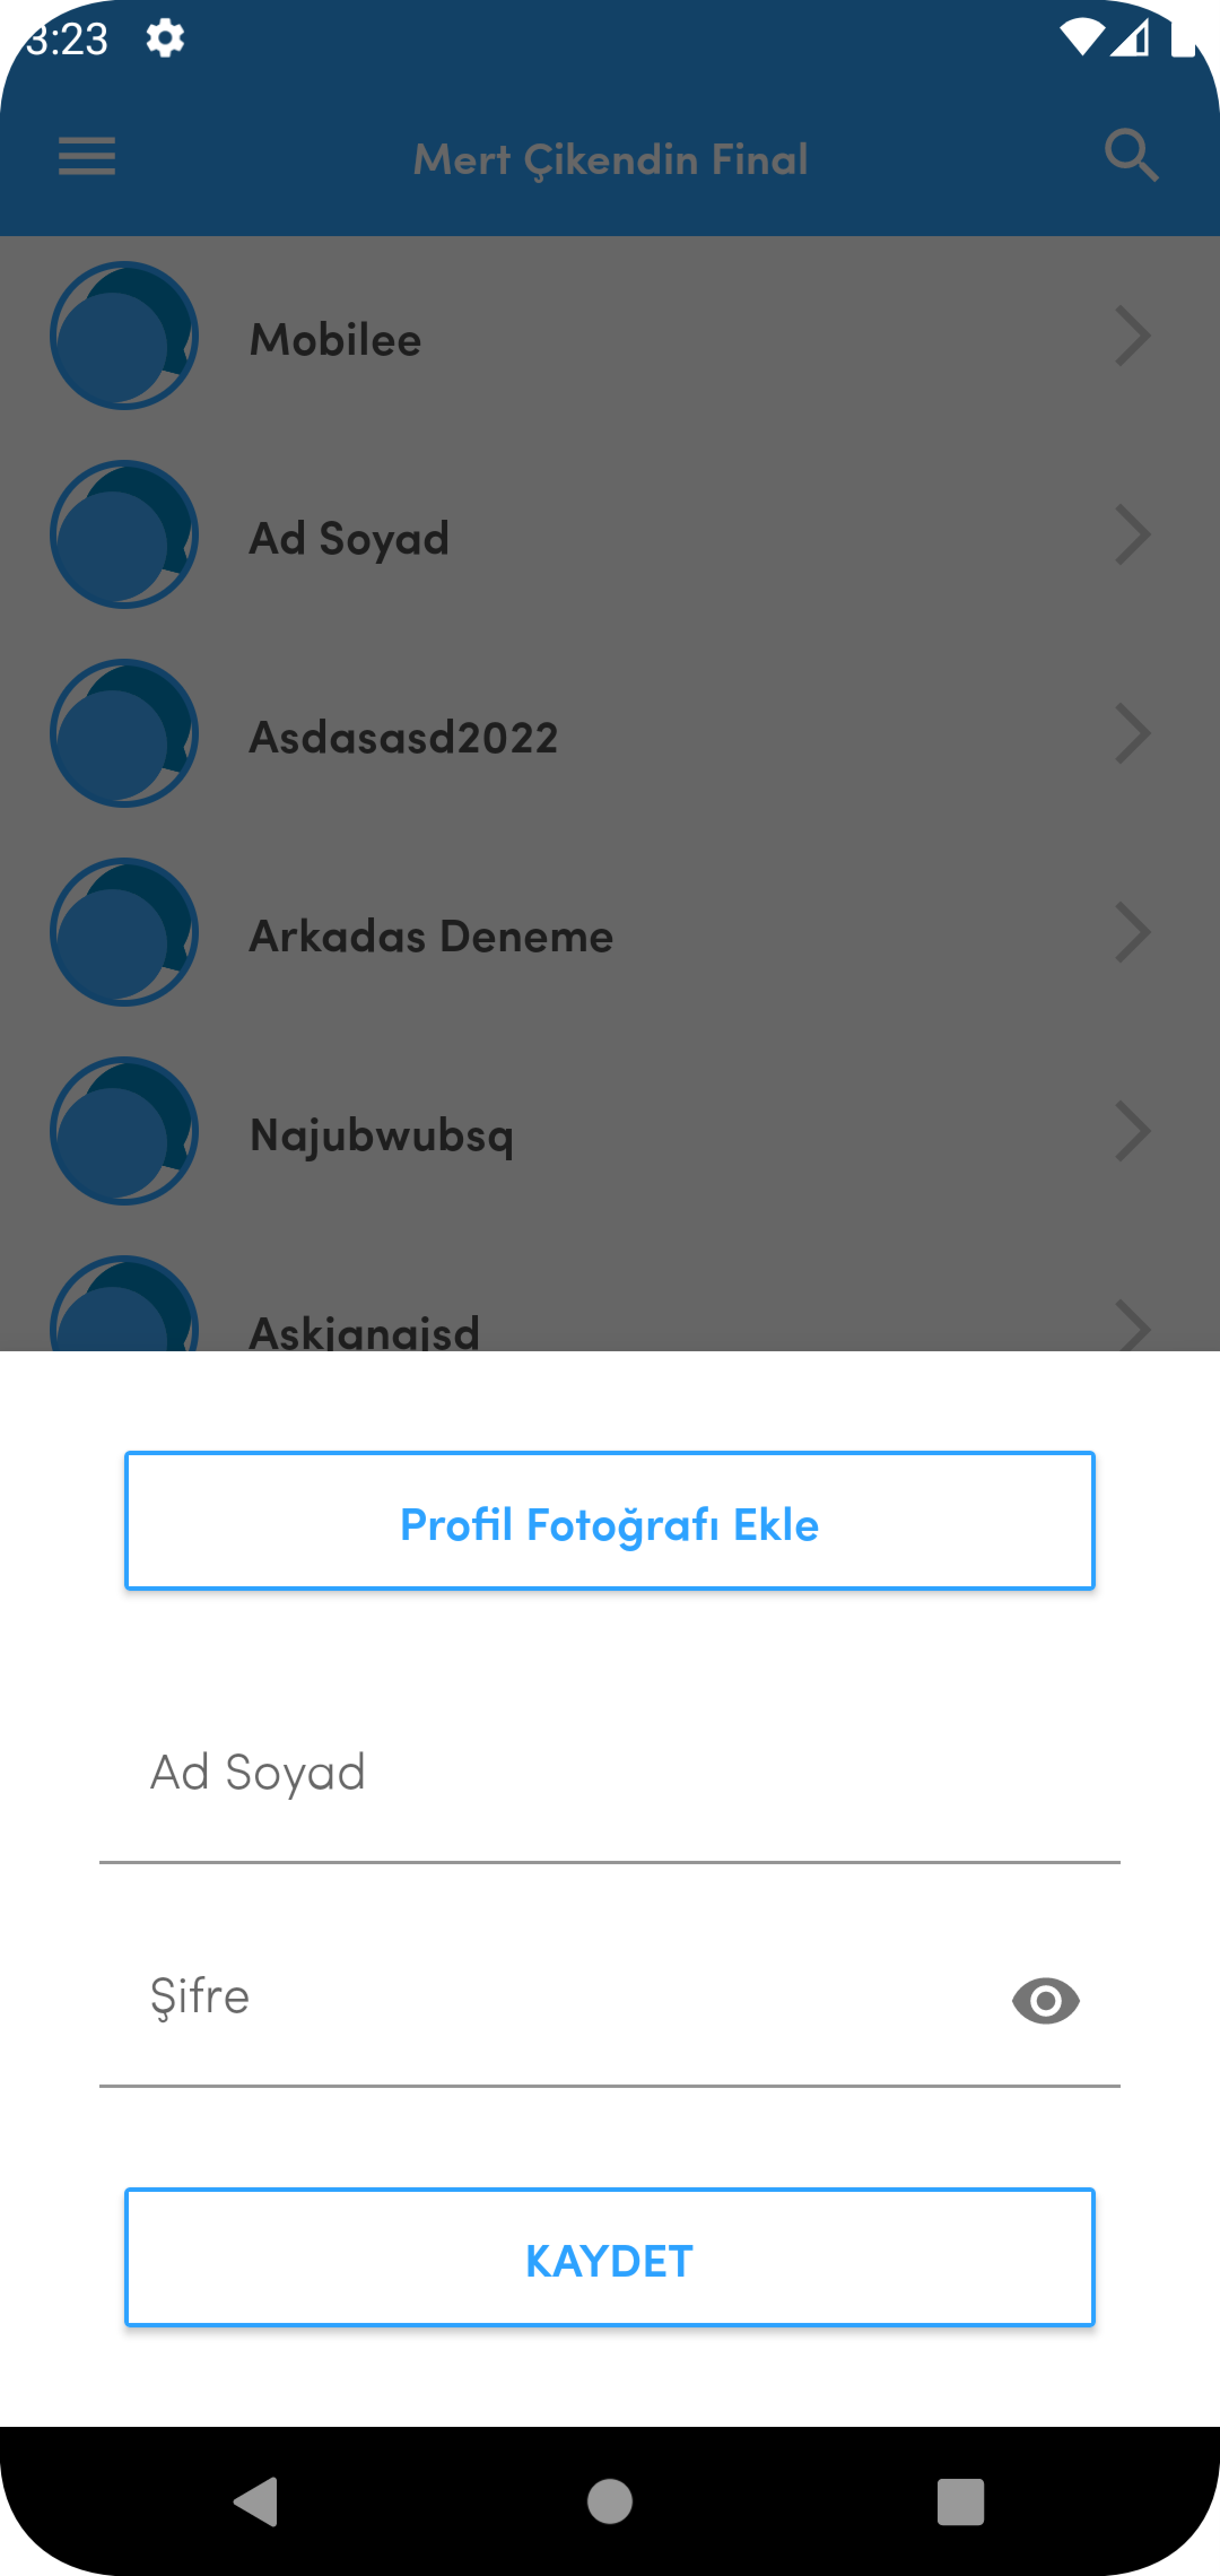 3:23
Mert Çikendin Final
Mobilee
Ad Soyad
Asdasasd2022
Arkadas Deneme
Najubwubsq
Askjanajsd
Profil Fotoğrafı Ekle
Ad Soyad
Şifre
KAYDET